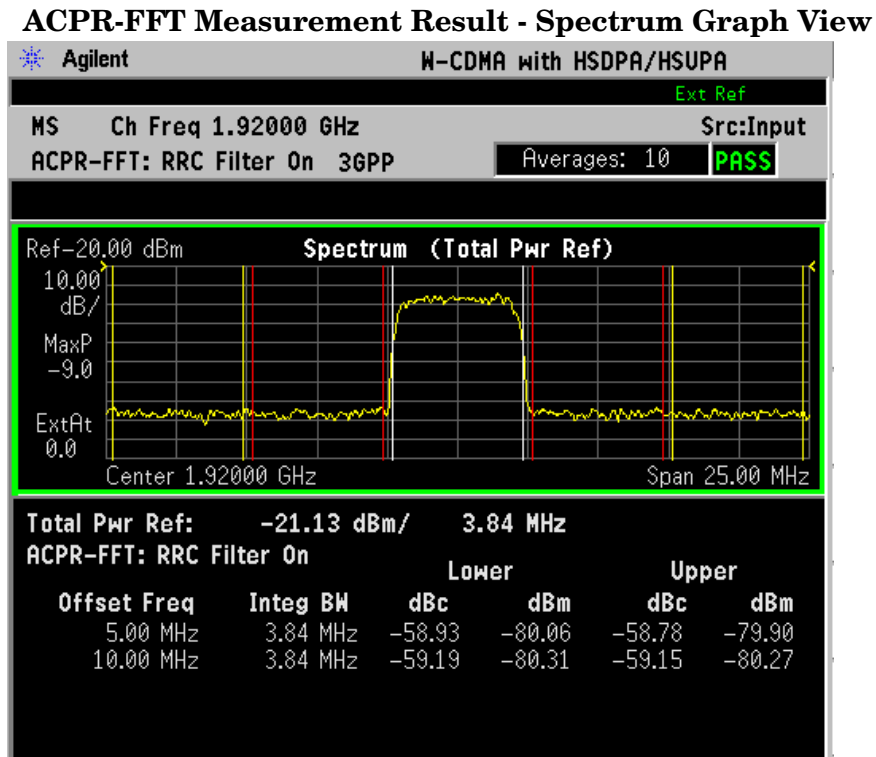 ACPR-FFT Measurement Result - Spectrum Graph View
Agilent W-CDMA with HSDPA/HSUPA
Ext Ref
MS Ch Freq 1.92000 GHz Src:Input
ACPR-FFT: RRC Filter On 3GPP Averages: 10 PASS
Ref-20.00 dBm Spectrum (Total Pwr Ref)
10.00
dB/
MaxP
-9.0
ExtAt
0.0
Center 1.92000 GHz Span 25.00 MHz
Total Pwr Ref: -21.13 dBm/ 3.84 MHz
ACPR-FFT: RRC Filter On
Lower Upper
Offset Freq Integ BW dBc dBm dBc dBm
5.00 MHz 3.84 MHz -58.93 -80.06 -58.78 -79.90
10.00 MHz 3.84 MHz -59.19 -80.31 -59.15 -80.27